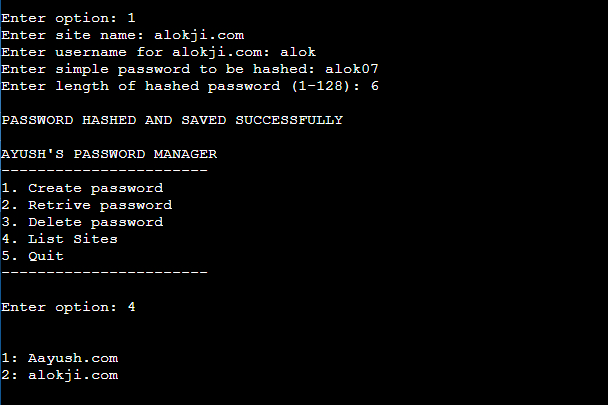 Enter option: 1
Enter site name: alokji.com
Enter username for alokji.com: alok
Enter simple password to be hashed: alok07
Enter length of hashed password (1-128): 6
PASSWORD HASHED AND SAVED SUCCESSFULLY
AYUSH'S PASSWORD MANAGER
-----------------------
1. Create password
2. Retrive password
3. Delete password
4. List Sites
5. Quit
-----------------------
Enter option: 4
1: Aayush.com
2: alokji.com